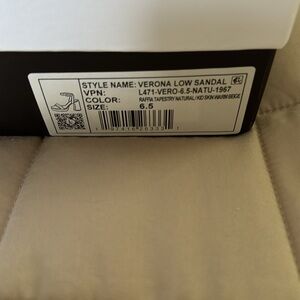 STYLE NAME: VERONA LOW SANDAL
VPN: L471-VERO-6.5-NATU-1967
COLOR: RAFFIA TAPESTRY NATURAL / KID SKIN WARM BEIGE
SIZE: 6.5